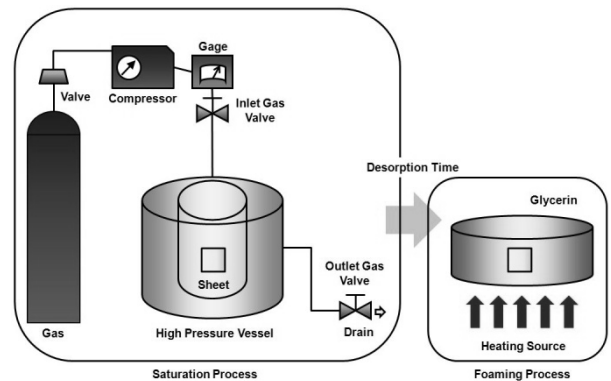 Gage
Valve
Compressor
Inlet Gas
Valve
Desorption Time
Glycerin
Sheet
Outlet Gas
Valve
Gas
High Pressure Vessel
Drain
Heating Source
Saturation Process
Foaming Process